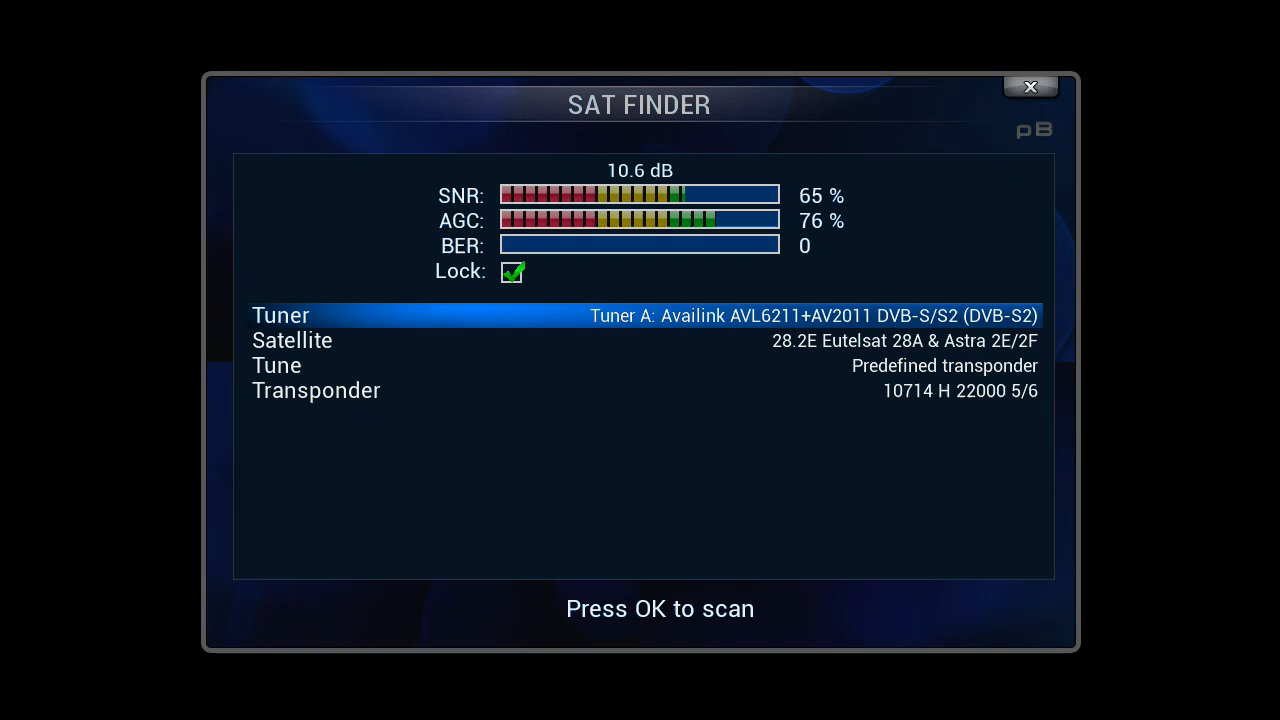 x
SAT FINDER
pB
10.6 dB
SNR: 65 %
AGC: 76 %
BER: 0
Lock:
Tuner Tuner A: Availink AVL6211+AV2011 DVB-S/S2 (DVB-S2)
Satellite 28.2E Eutelsat 28A & Astra 2E/2F
Tune Predefined transponder
Transponder 10714 H 22000 5/6
Press OK to scan